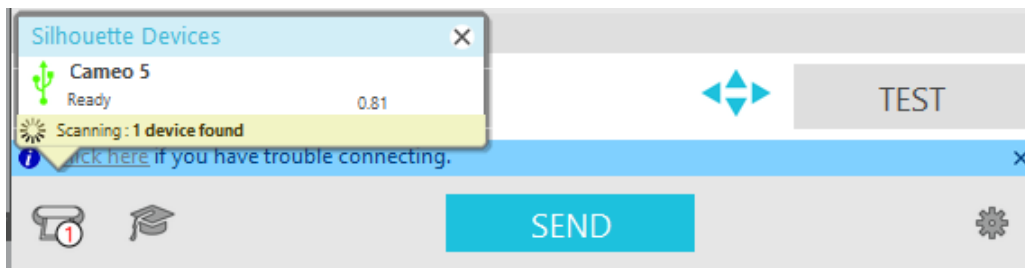 Silhouette Devices
Cameo 5
Ready 0.81
TEST
Scanning : 1 device found
click here if you have trouble connecting.
1
SEND